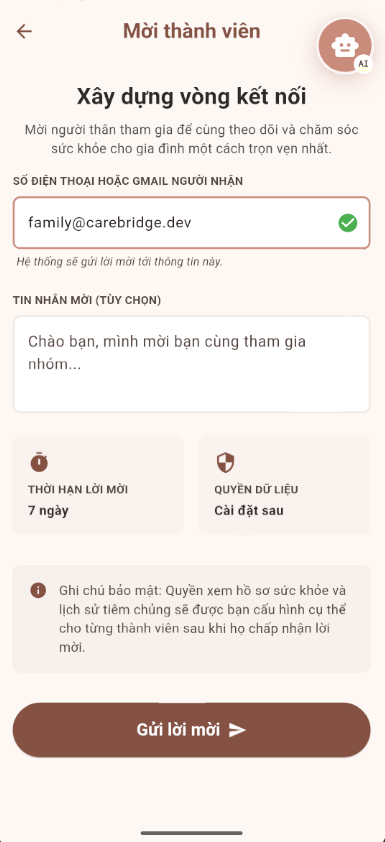 Mời thành viên
AI
Xây dựng vòng kết nối
Mời người thân tham gia để cùng theo dõi và chăm sóc
sức khỏe cho gia đình một cách trọn vẹn nhất.
SỐ ĐIỆN THOẠI HOẶC GMAIL NGƯỜI NHẬN
family@carebridge.dev
Hệ thống sẽ gửi lời mời tới thông tin này.
TIN NHẮN MỜI (TÙY CHỌN)
Chào bạn, mình mời bạn cùng tham gia
nhóm...
THỜI HẠN LỜI MỜI
7 ngày
QUYỀN DỮ LIỆU
Cài đặt sau
Ghi chú bảo mật: Quyền xem hồ sơ sức khỏe và
lịch sử tiêm chủng sẽ được bạn cấu hình cụ thể
cho từng thành viên sau khi họ chấp nhận lời
mời.
Gửi lời mời